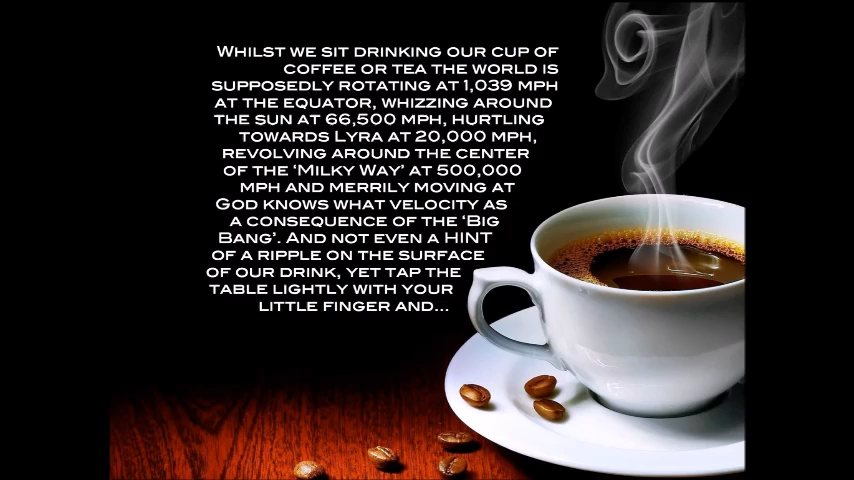 Whilst we sit drinking our cup of
coffee or tea the world is
supposedly rotating at 1,039 mph
at the equator, whizzing around
the sun at 66,500 mph, hurtling
towards Lyra at 20,000 mph,
revolving around the center
of the ‘Milky Way’ at 500,000
mph and merrily moving at
God knows what velocity as
a consequence of the ‘Big
Bang’. And not even a HINT
of a ripple on the surface
of our drink, yet tap the
table lightly with your
little finger and...